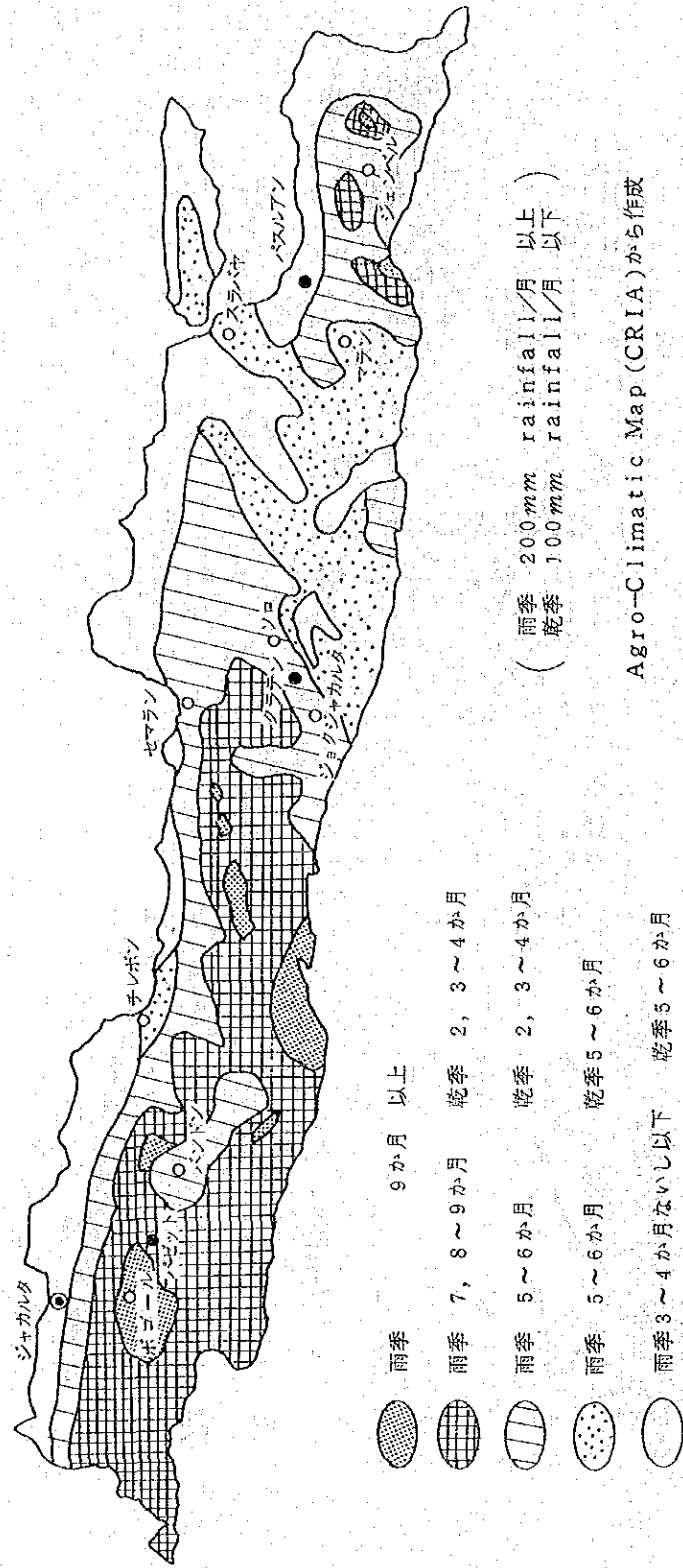 ジャカルタ
ボゴール
バンドン
チレボン
セマラン
クラテン
ソロ
ジョクジャカルタ
スラバヤ
マラン
パスルアン
ジェンベル
雨季 9か月 以上
雨季 7, 8~9か月 乾季 2, 3~4か月
雨季 5~6か月 乾季 2, 3~4か月
雨季 5~6か月 乾季5~6か月
雨季3~4か月ないし以下 乾季5~6か月
(雨季 200mm rainfall/月 以上
乾季 100mm rainfall/月 以下)
Agro-Climatic Map (CRIA)から作成